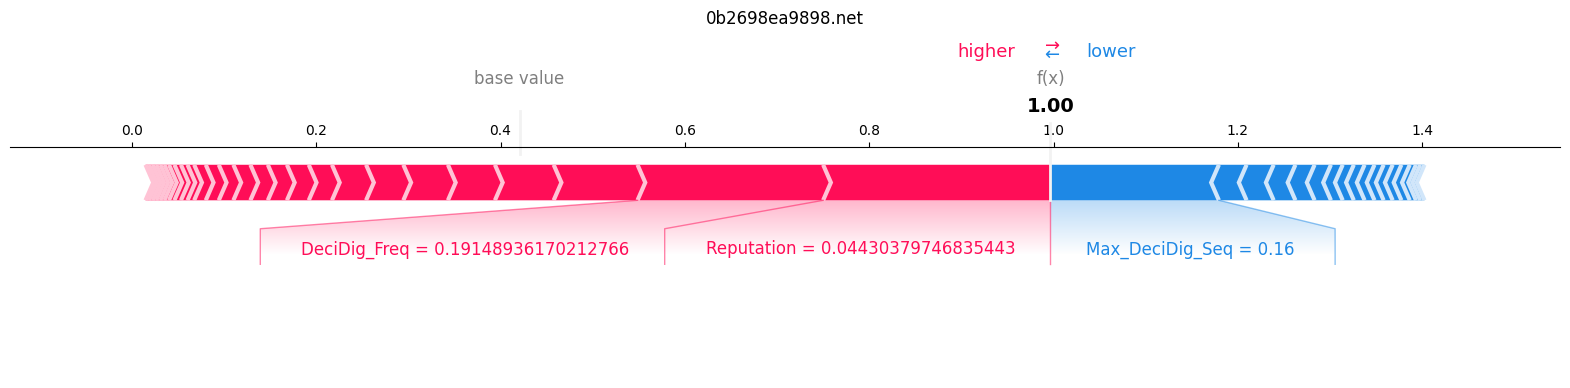 0b2698ea9898.net
higher → ← lower
base value f(x)
1.00
0.0 0.2 0.4 0.6 0.8 1.0 1.2 1.4
DeciDig_Freq = 0.19148936170212766 Reputation = 0.04430379746835443 Max_DeciDig_Seq = 0.16